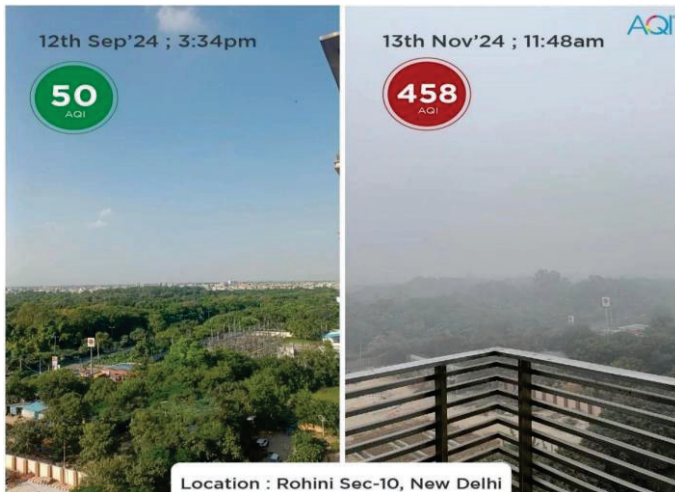 12th Sep'24 ; 3:34pm
50
AQI
13th Nov'24 ; 11:48am
458
AQI
AQI
Location : Rohini Sec-10, New Delhi